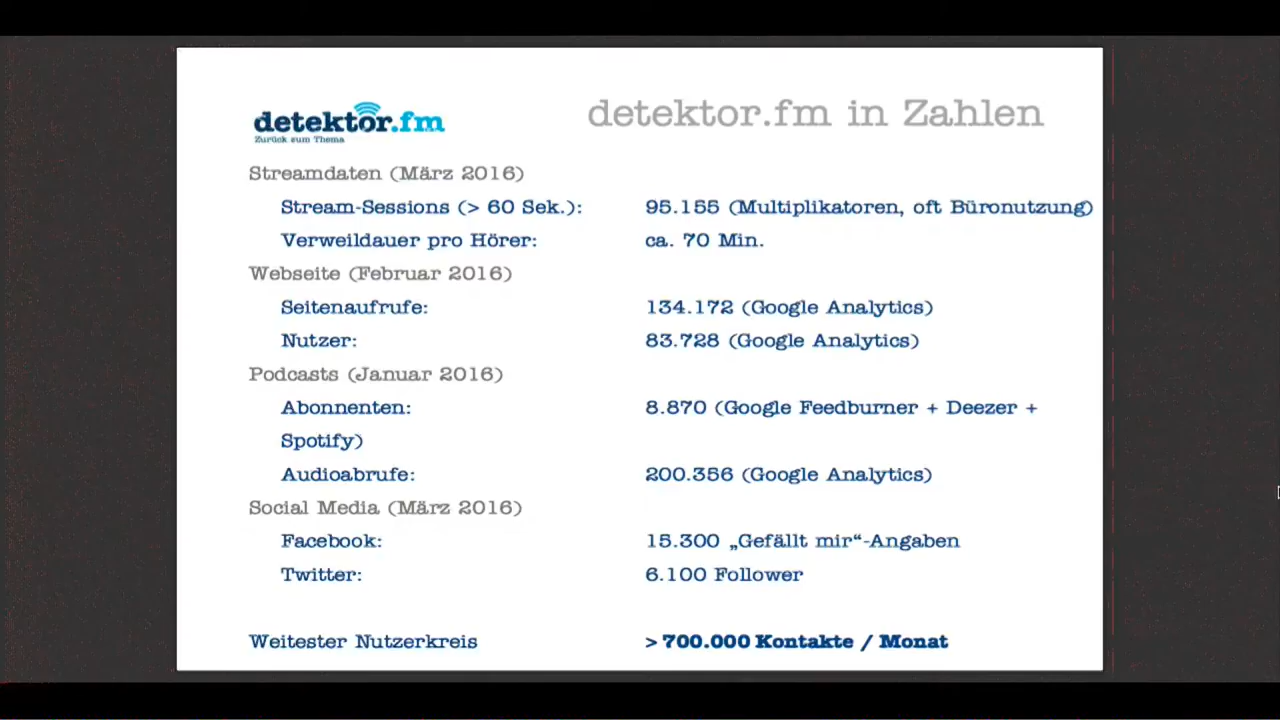 detektor.fm
Zurück zum Thema
detektor.fm in Zahlen
Streamdaten (März 2016)
Stream-Sessions (> 60 Sek.): 95.155 (Multiplikatoren, oft Büronutzung)
Verweildauer pro Hörer: ca. 70 Min.
Webseite (Februar 2016)
Seitenaufrufe: 134.172 (Google Analytics)
Nutzer: 83.728 (Google Analytics)
Podcasts (Januar 2016)
Abonnenten: 8.870 (Google Feedburner + Deezer +
Spotify)
Audioabrufe: 200.356 (Google Analytics)
Social Media (März 2016)
Facebook: 15.300 „Gefällt mir“-Angaben
Twitter: 6.100 Follower
Weitester Nutzerkreis > 700.000 Kontakte / Monat